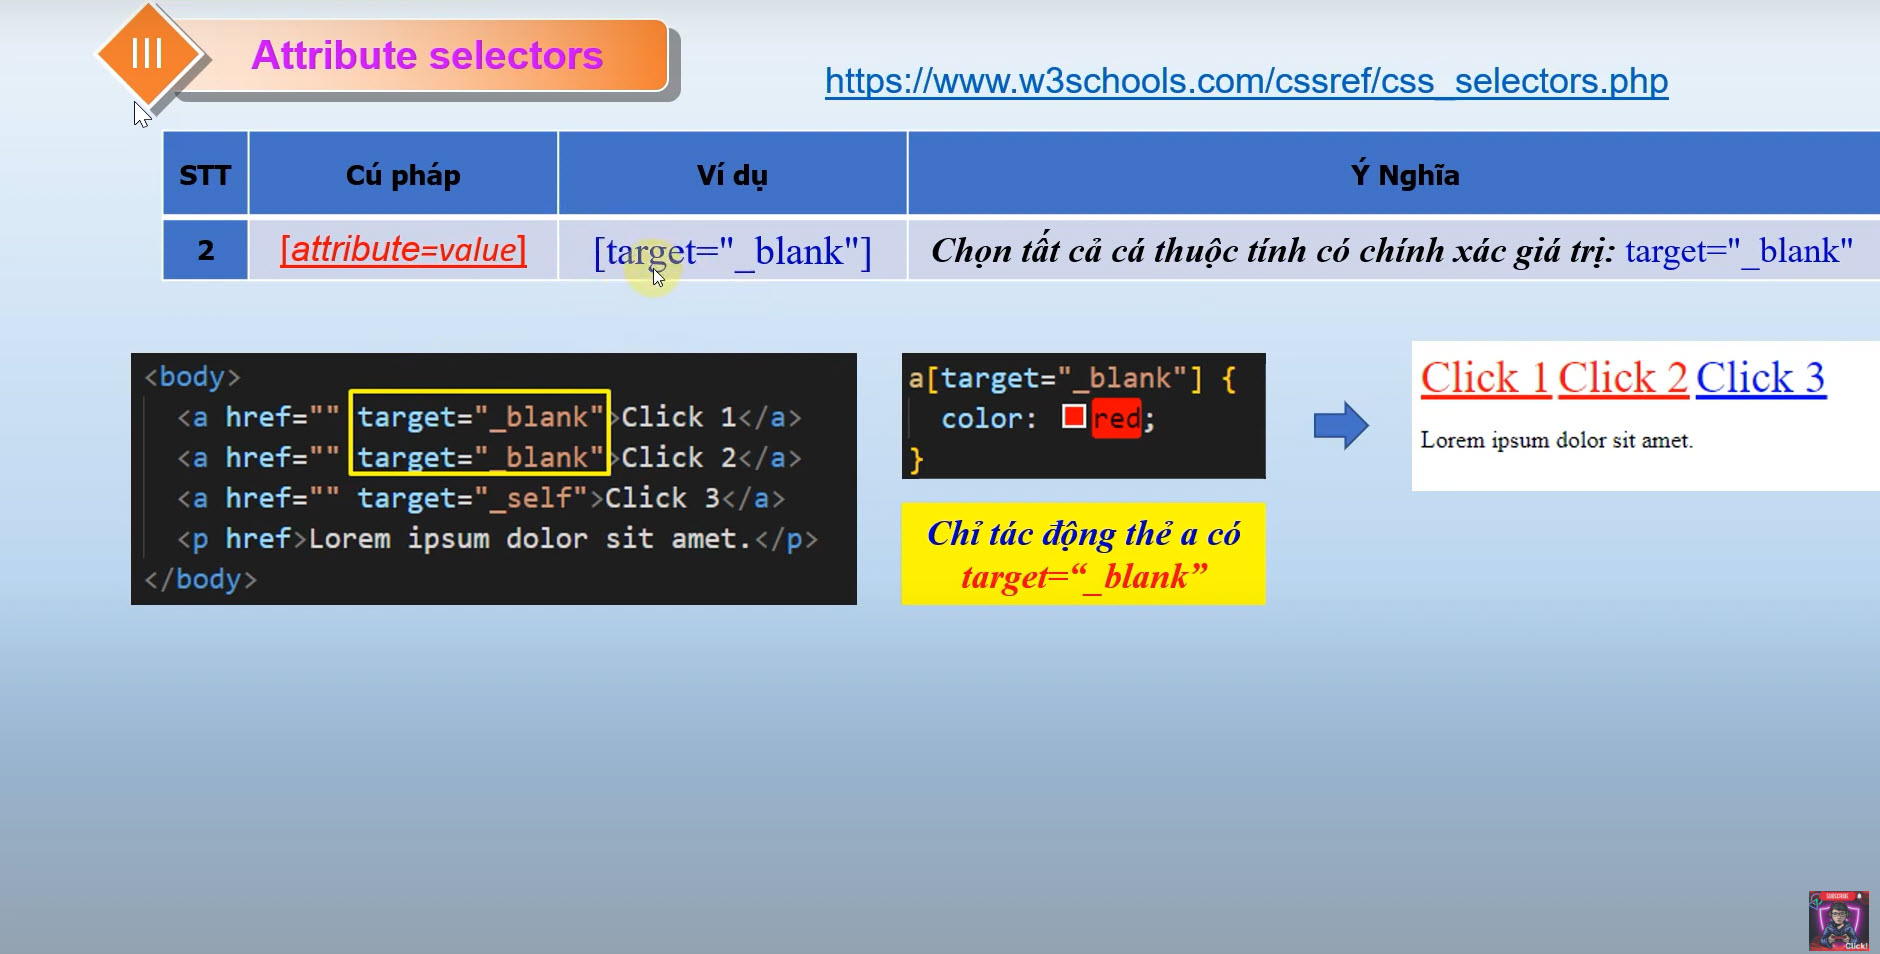 III
Attribute selectors
https://www.w3schools.com/cssref/css_selectors.php
STT Cú pháp Ví dụ Ý Nghĩa
2 [attribute=value] [target="_blank"] Chọn tất cả cá thuộc tính có chính xác giá trị: target="_blank"
<body>
<a href="" target="_blank">Click 1</a>
<a href="" target="_blank">Click 2</a>
<a href="" target="_self">Click 3</a>
<p href>Lorem ipsum dolor sit amet.</p>
</body>
a[target="_blank"] {
color: red;
}
Chỉ tác động thẻ a có
target=“_blank”
Click 1 Click 2 Click 3
Lorem ipsum dolor sit amet.
SUBSCRIBE
Click!